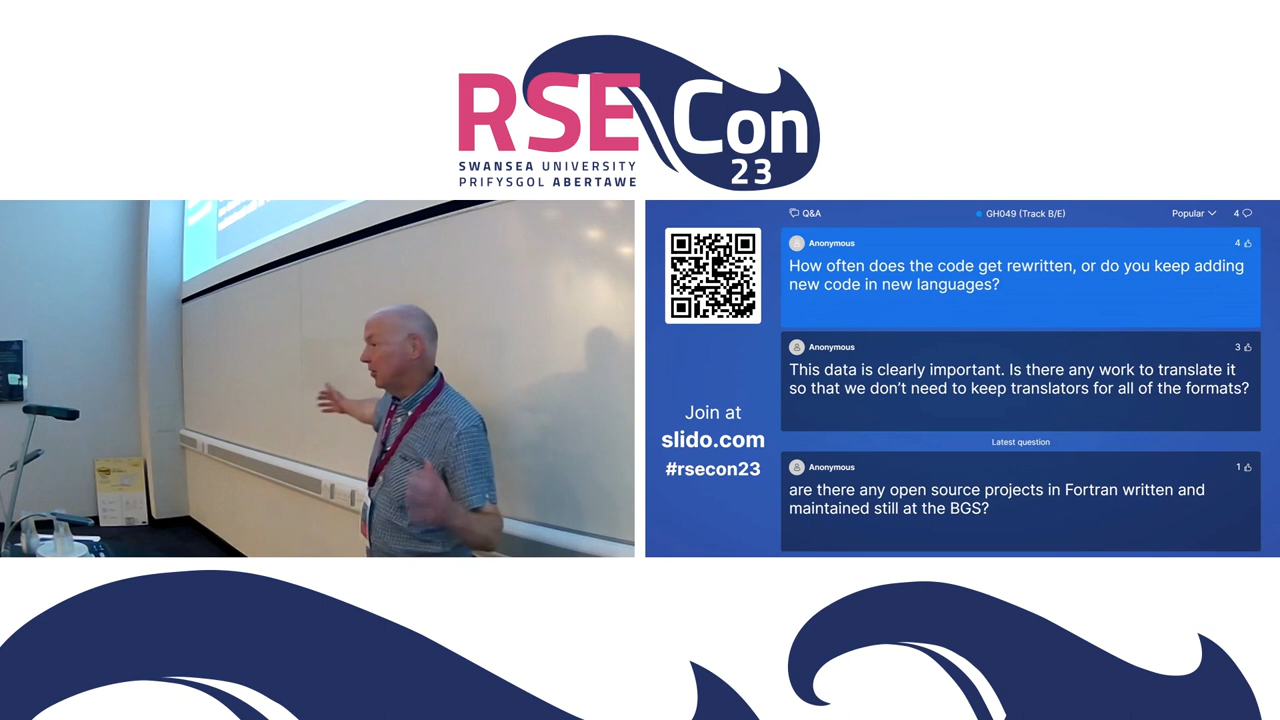 RSE Con
23
SWANSEA UNIVERSITY
PRIFYSGOL ABERTAWE
Q&A
GH049 (Track B/E)
Popular
4
Anonymous
4
How often does the code get rewritten, or do you keep adding
new code in new languages?
Anonymous
3
This data is clearly important. Is there any work to translate it
so that we don't need to keep translators for all of the formats?
Join at
slido.com
#rsecon23
Latest question
Anonymous
1
are there any open source projects in Fortran written and
maintained still at the BGS?